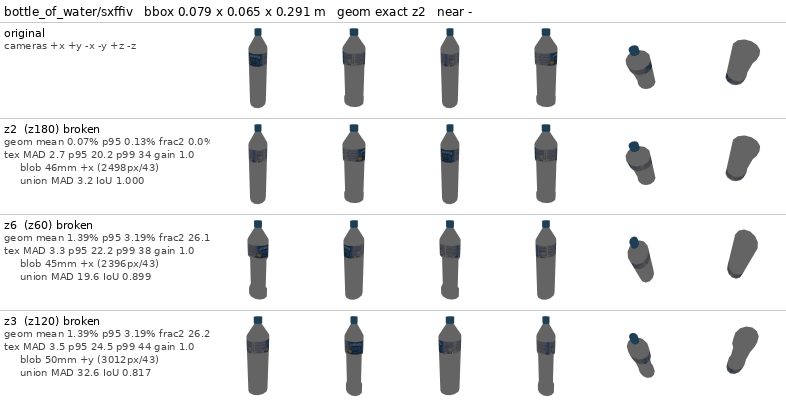 bottle_of_water/sxffiv bbox 0.079 x 0.065 x 0.291 m geom exact z2 near -
original
cameras +x +y -x -y +z -z
z2 (z180) broken
geom mean 0.07% p95 0.13% frac2 0.0%
tex MAD 2.7 p95 20.2 p99 34 gain 1.0
blob 46mm +x (2498px/43)
union MAD 3.2 IoU 1.000
z6 (z60) broken
geom mean 1.39% p95 3.19% frac2 26.1
tex MAD 3.3 p95 22.2 p99 38 gain 1.0
blob 45mm +x (2396px/43)
union MAD 19.6 IoU 0.899
z3 (z120) broken
geom mean 1.39% p95 3.19% frac2 26.2
tex MAD 3.5 p95 24.5 p99 44 gain 1.0
blob 50mm +y (3012px/43)
union MAD 32.6 IoU 0.817